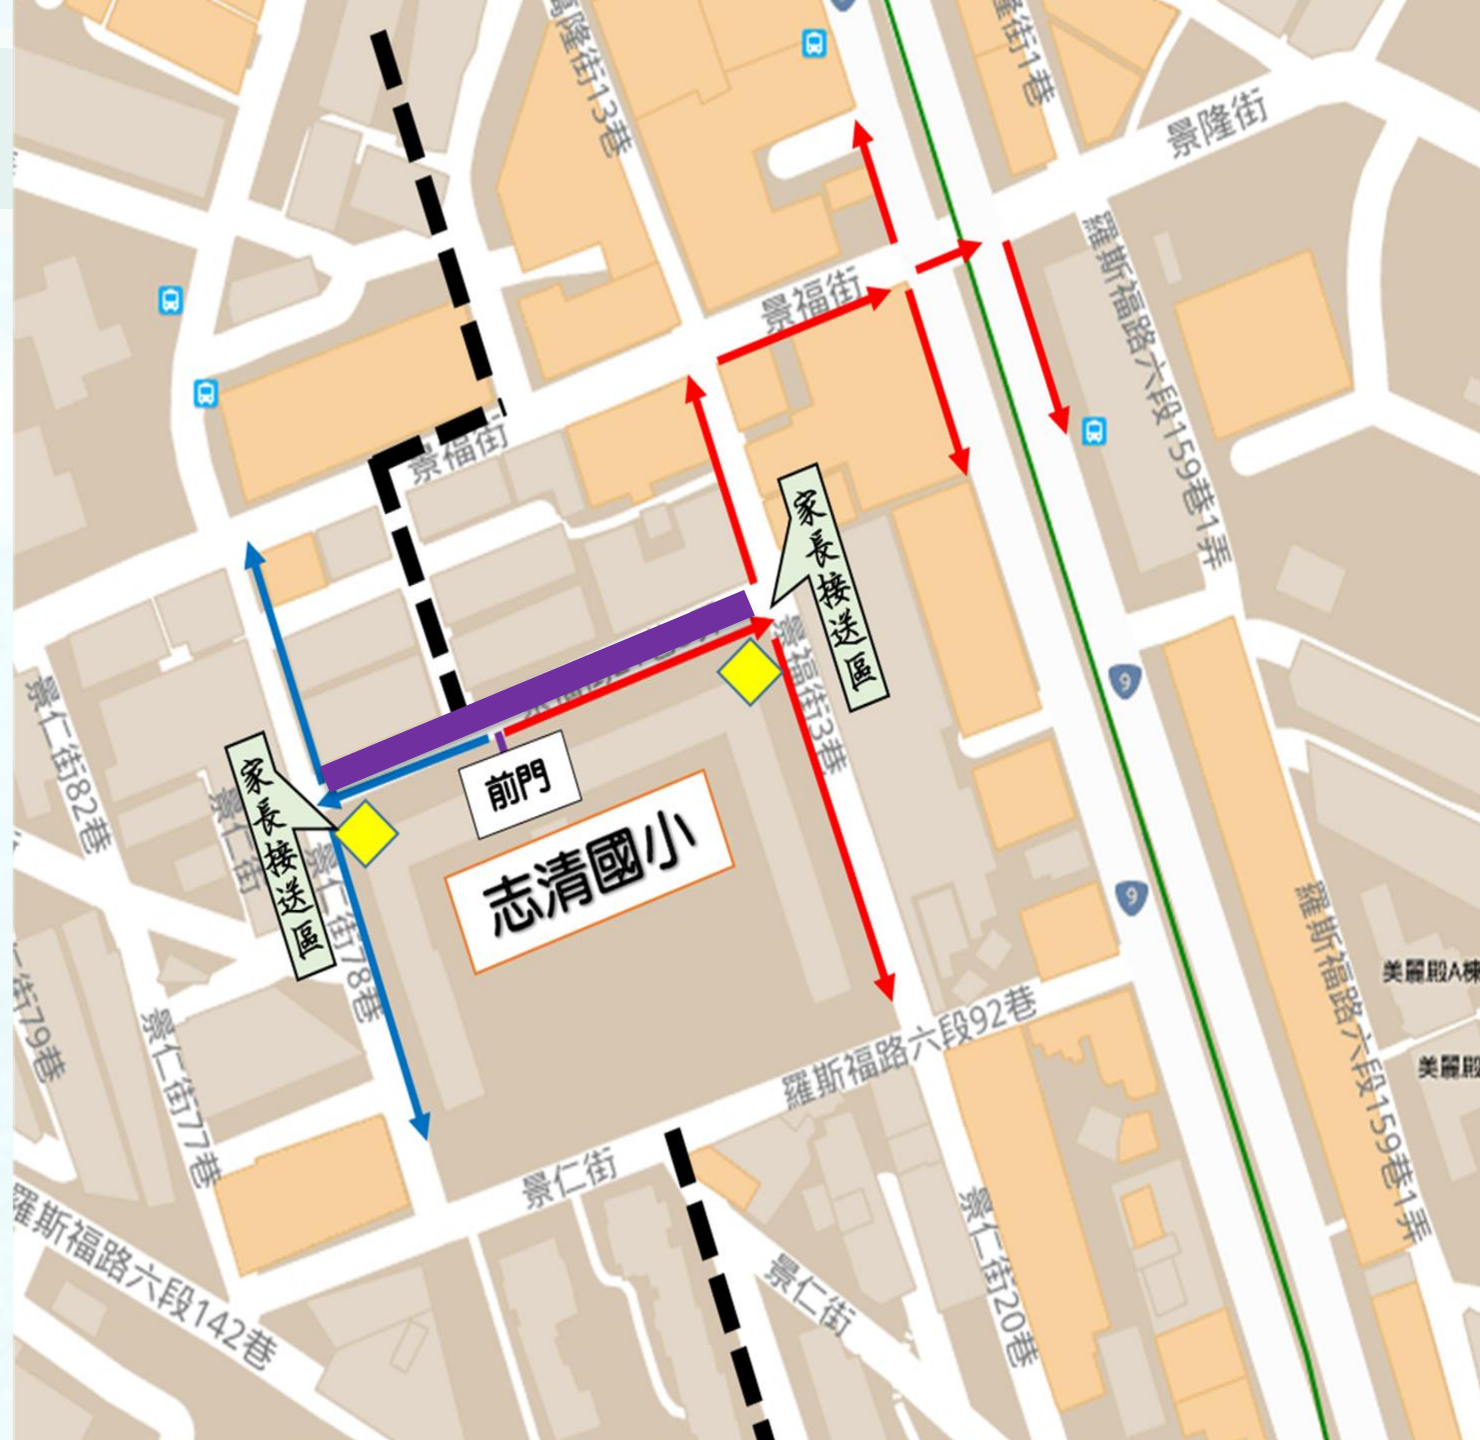 萬隆街13巷
景隆街1巷
景隆街
景福街
羅斯福路六段159巷1弄
景福街
家長接送區
景福街3巷
9
前門
志清國小
家長接送區
景仁街82巷
景仁街
景仁街78巷
9
羅斯福路六段159巷1弄
美麗殿A棟
美麗殿
街79巷
景仁街77巷
羅斯福路六段92巷
景仁街
景仁街20巷
羅斯福路六段142巷
景仁街